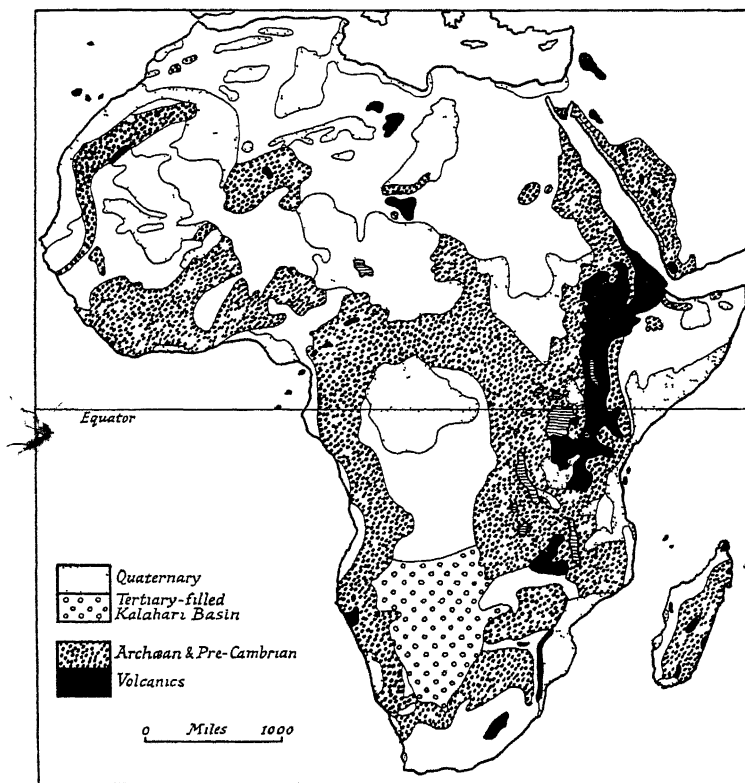 Equator
Quaternary
Tertiary-filled
Kalahari Basin
Archæan & Pre-Cambrian
Volcanics
0 Miles 1000